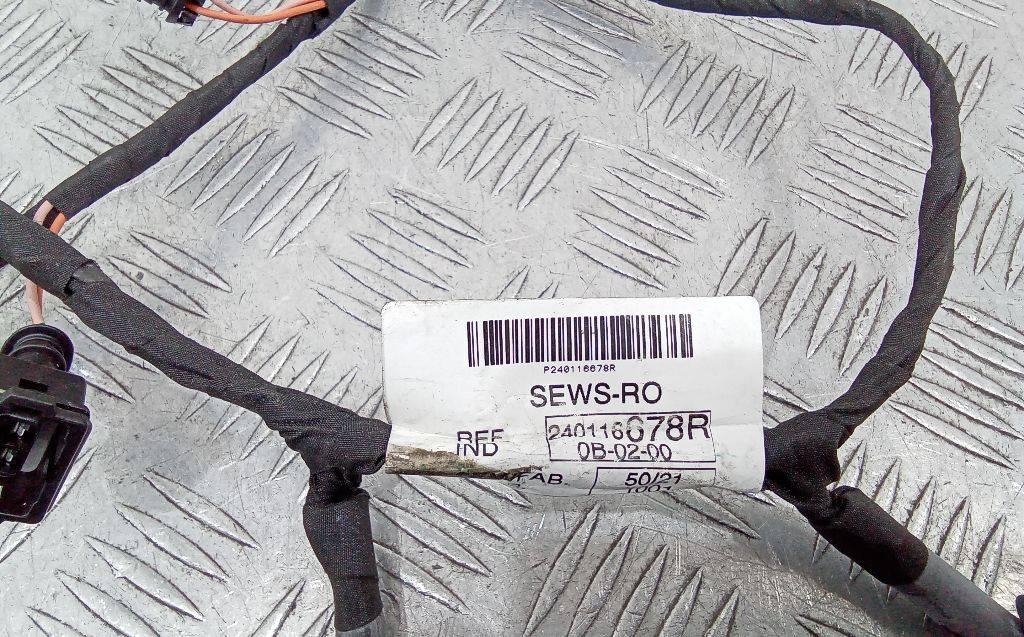 P240116678R
SEWS-RO
REF 240116678R
IND 0B-02-00
FAB. 50/21